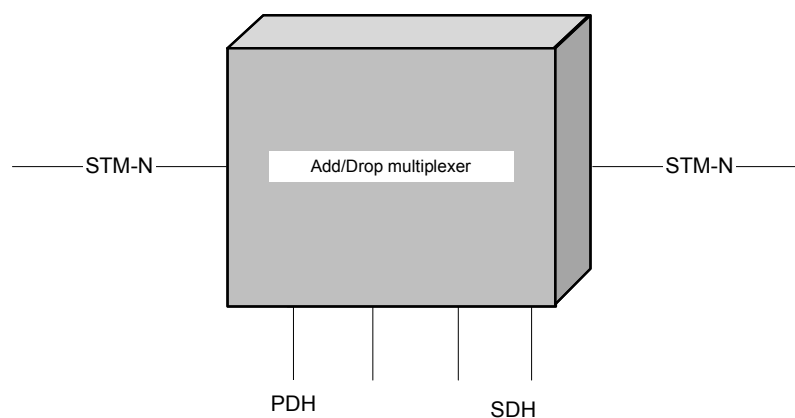 STM-N
Add/Drop multiplexer
STM-N
PDH
SDH